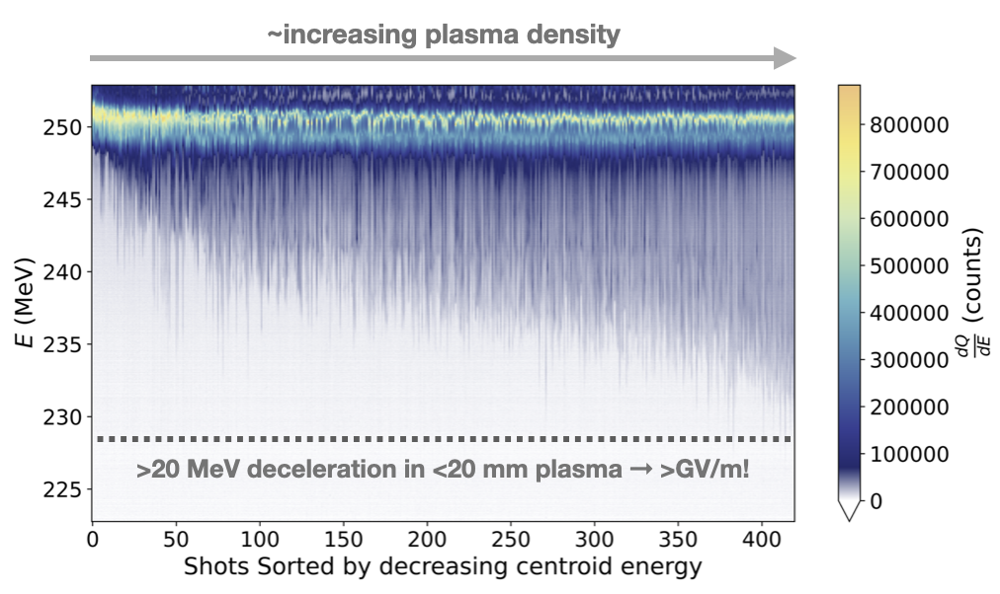 ~increasing plasma density
250
245
240
235
230
225
E (MeV)
>20 MeV deceleration in <20 mm plasma → >GV/m!
0 50 100 150 200 250 300 350 400
Shots Sorted by decreasing centroid energy
800000
700000
600000
500000
400000
300000
200000
100000
0
dQ/dE (counts)